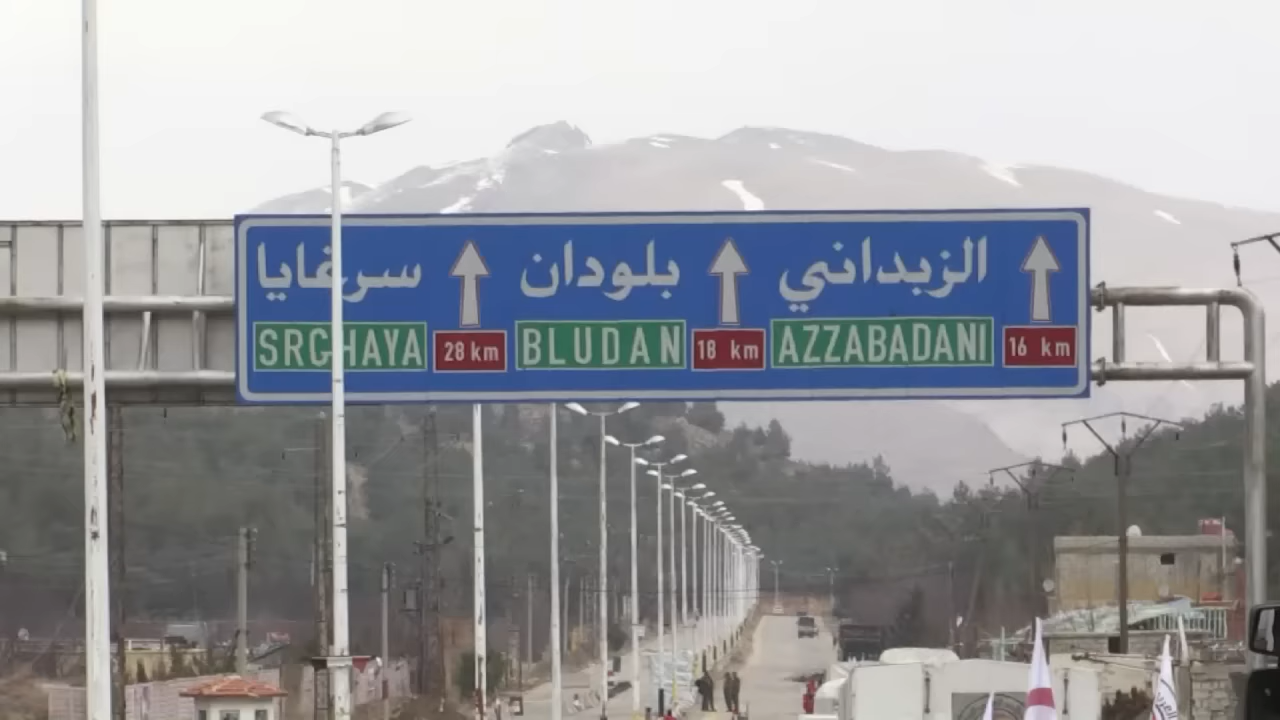 سرغايا
بلودان
الزبداني
SRGHAYA
28 km
BLUDAN
18 km
AZZABADANI
16 km